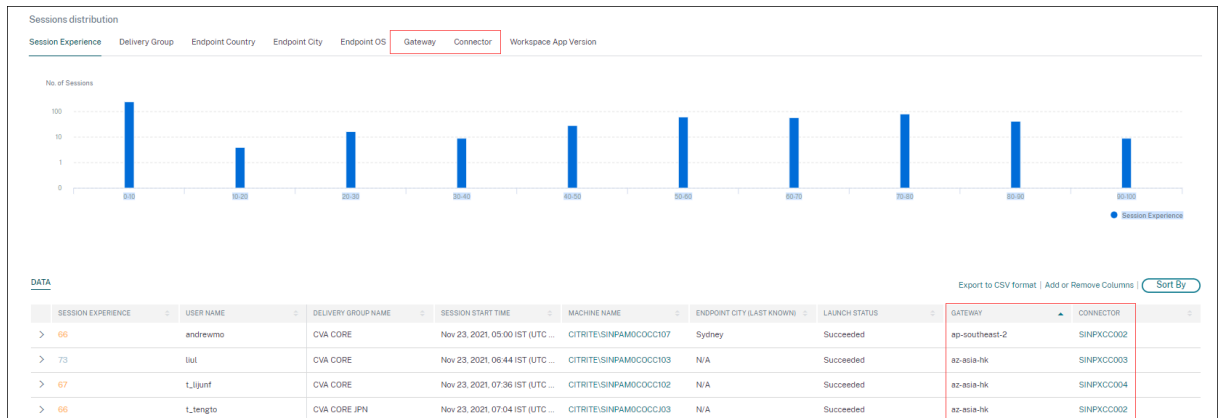 Sessions distribution
Session Experience Delivery Group Endpoint Country Endpoint City Endpoint OS Gateway Connector Workspace App Version
No. of Sessions
100
10
1
0
0-10 10-20 20-30 30-40 40-50 50-60 60-70 70-80 80-90 90-100
Session Experience
DATA
Export to CSV format | Add or Remove Columns | Sort By
SESSION EXPERIENCE USER NAME DELIVERY GROUP NAME SESSION START TIME MACHINE NAME ENDPOINT CITY (LAST KNOWN) LAUNCH STATUS GATEWAY CONNECTOR
66 andrewmo CVA CORE Nov 23, 2021, 05:00 IST (UTC ... CITRITE\SINPAM0COCC107 Sydney Succeeded ap-southeast-2 SINPXCC002
73 liul CVA CORE Nov 23, 2021, 06:44 IST (UTC ... CITRITE\SINPAM0COCC103 N/A Succeeded az-asia-hk SINPXCC003
67 t_lijunf CVA CORE Nov 23, 2021, 07:36 IST (UTC ... CITRITE\SINPAM0COCC102 N/A Succeeded az-asia-hk SINPXCC004
66 t_tengto CVA CORE JPN Nov 23, 2021, 07:04 IST (UTC ... CITRITE\SINPAM0COCCJ03 N/A Succeeded az-asia-hk SINPXCC002